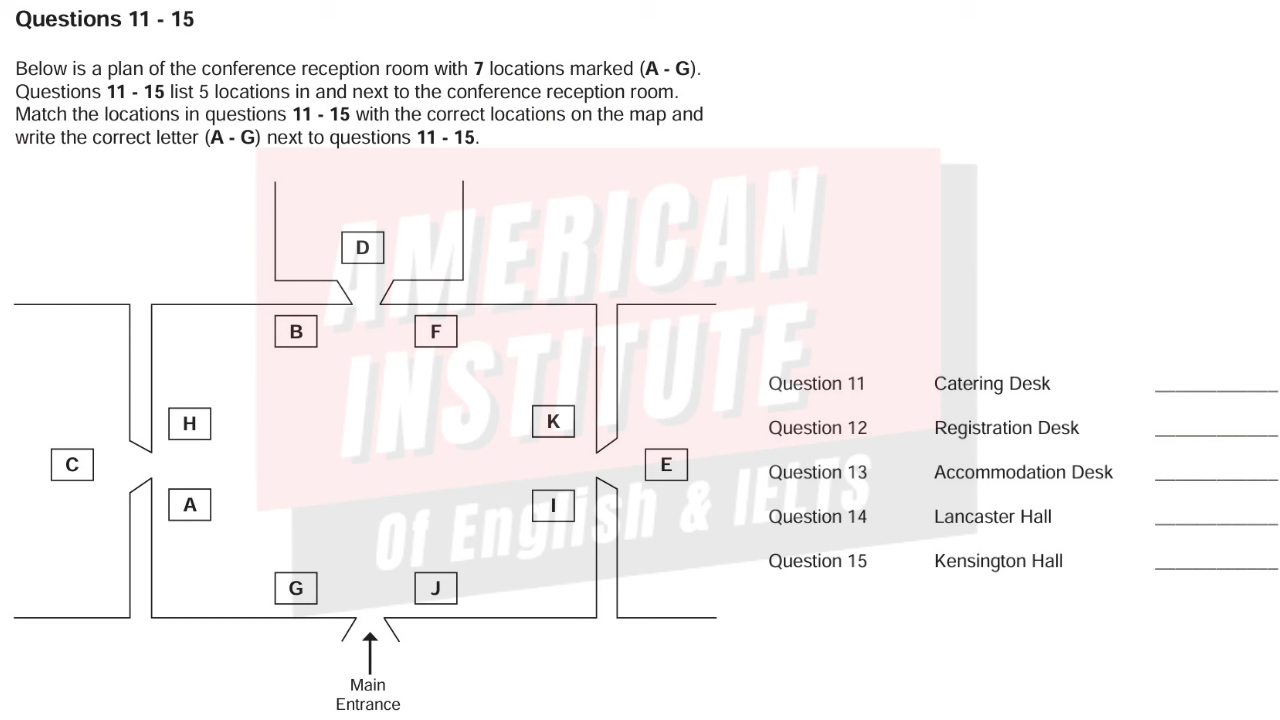 Questions 11 - 15
Below is a plan of the conference reception room with 7 locations marked (A - G).
Questions 11 - 15 list 5 locations in and next to the conference reception room.
Match the locations in questions 11 - 15 with the correct locations on the map and
write the correct letter (A - G) next to questions 11 - 15.
AMERICAN
INSTITUTE
Of English & IELTS
D
B F
H K
C E
A I
G J
Main
Entrance
Question 11 Catering Desk
Question 12 Registration Desk
Question 13 Accommodation Desk
Question 14 Lancaster Hall
Question 15 Kensington Hall